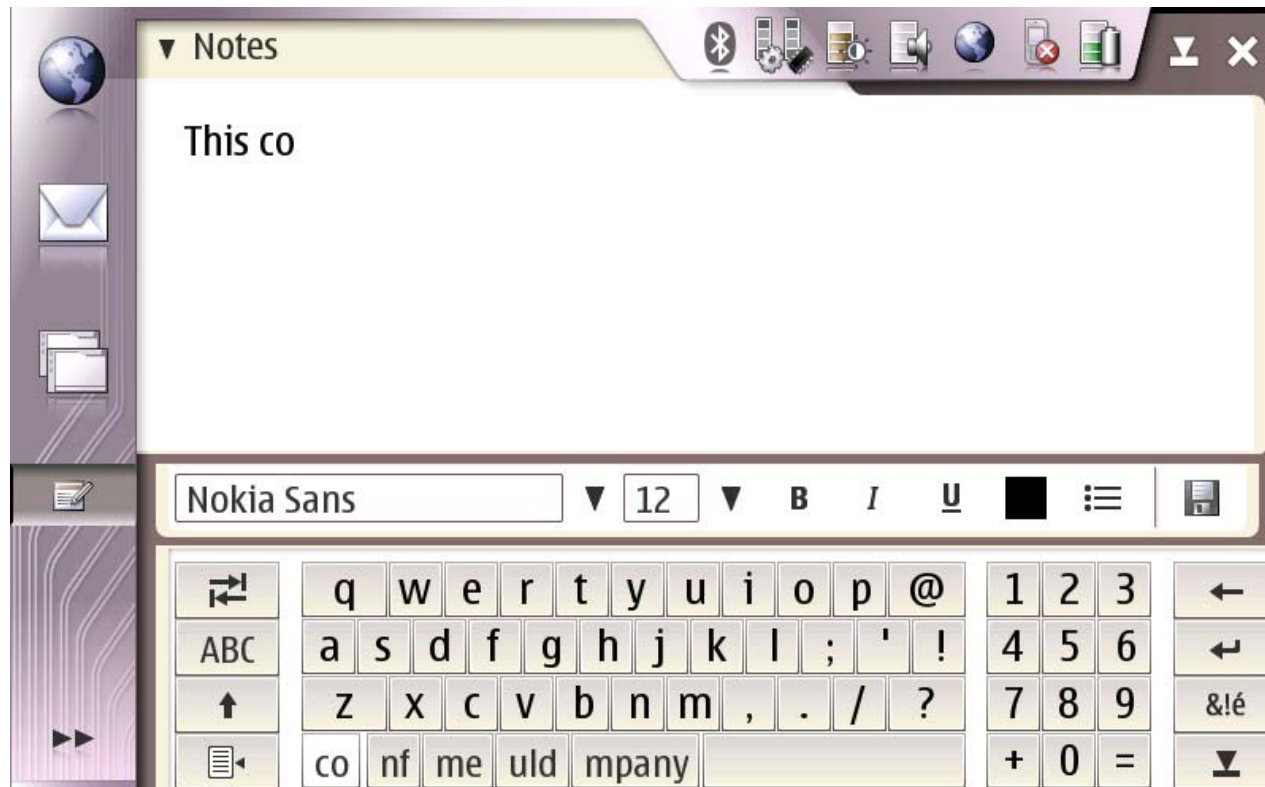 Notes
This co
Nokia Sans 12 B I U
q w e r t y u i o p @ 1 2 3
ABC a s d f g h j k l ; ' ! 4 5 6
z x c v b n m , . / ? 7 8 9 &!é
co nf me uld mpany + 0 =